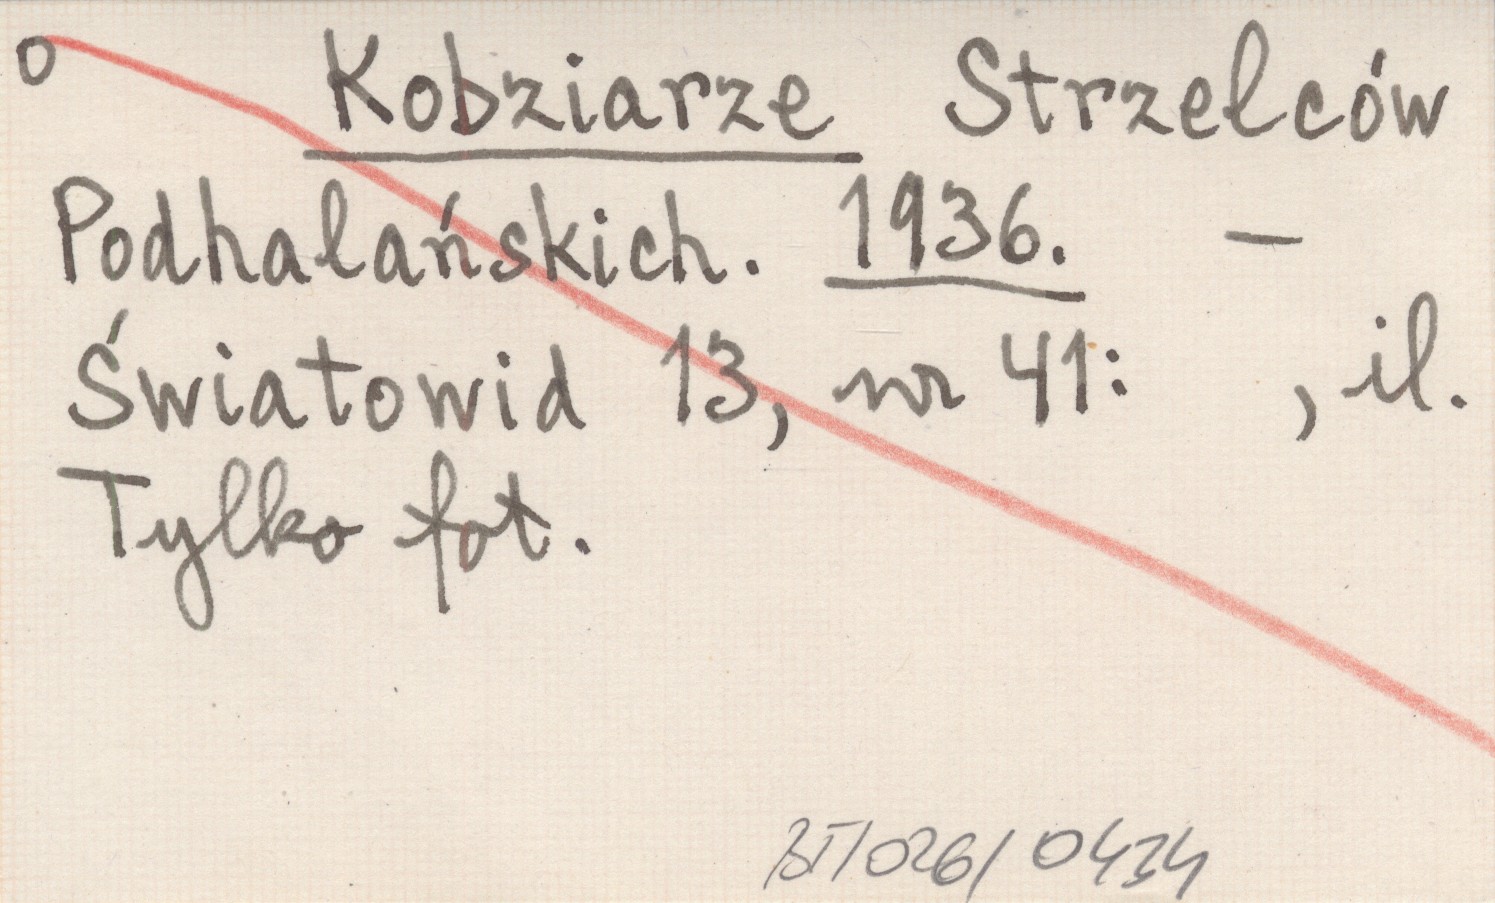 o Kobziarze Strzelców
Podhalańskich. 1936. —
Światowid 13, nr 41: , il.
Tylko fot.
BT/026/0434